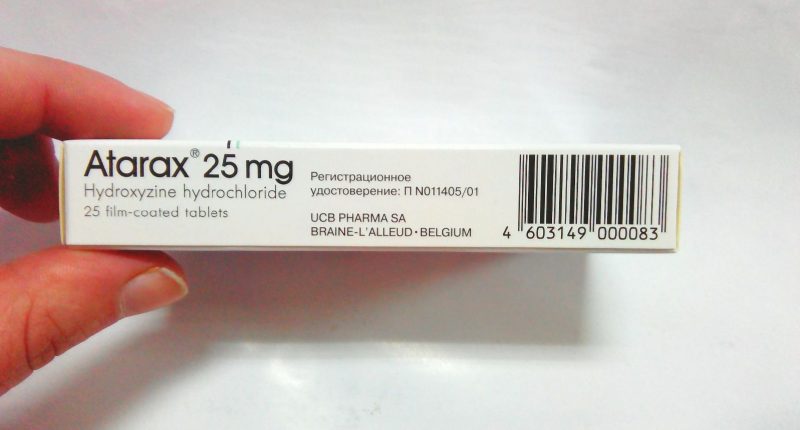 Atarax® 25 mg
Hydroxyzine hydrochloride
25 film-coated tablets
Регистрационное
удостоверение: П N011405/01
UCB PHARMA SA
BRAINE-L'ALLEUD • BELGIUM
4 603149 000083